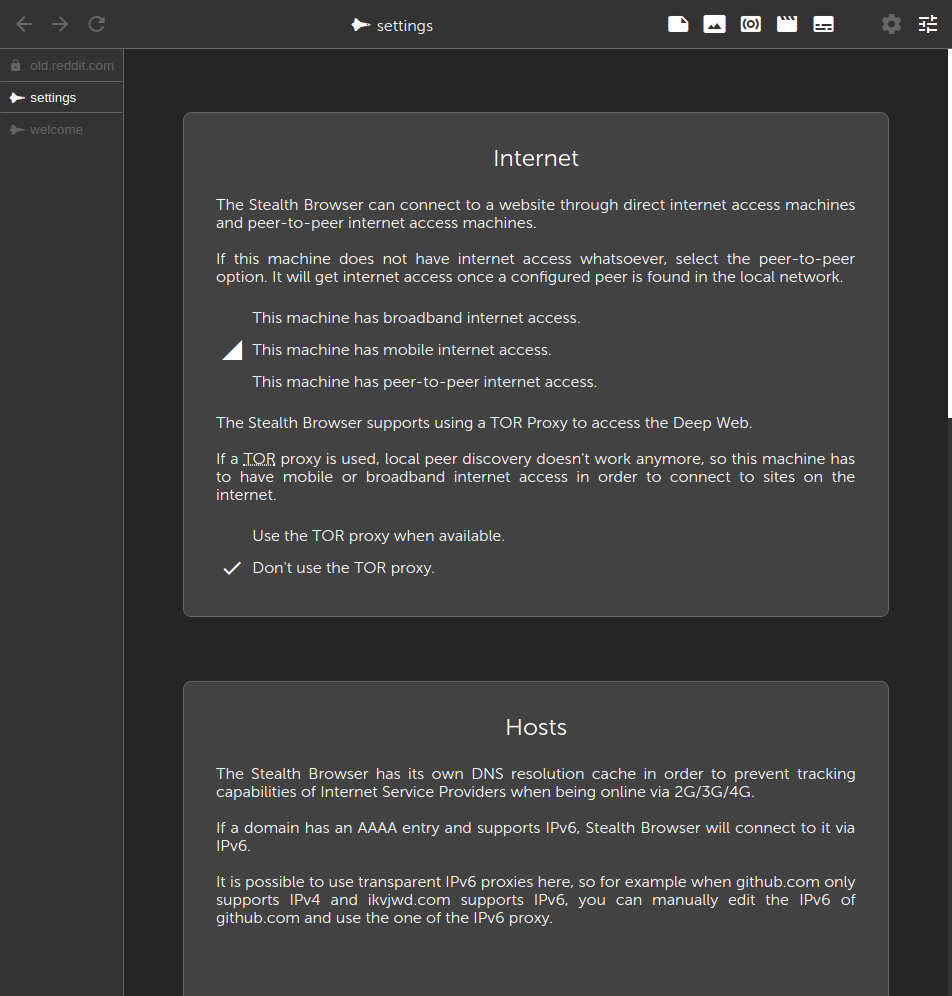 settings
old.reddit.com
settings
welcome
Internet
The Stealth Browser can connect to a website through direct internet access machines
and peer-to-peer internet access machines.
If this machine does not have internet access whatsoever, select the peer-to-peer
option. It will get internet access once a configured peer is found in the local network.
This machine has broadband internet access.
This machine has mobile internet access.
This machine has peer-to-peer internet access.
The Stealth Browser supports using a TOR Proxy to access the Deep Web.
If a TOR proxy is used, local peer discovery doesn't work anymore, so this machine has
to have mobile or broadband internet access in order to connect to sites on the
internet.
Use the TOR proxy when available.
Don't use the TOR proxy.
Hosts
The Stealth Browser has its own DNS resolution cache in order to prevent tracking
capabilities of Internet Service Providers when being online via 2G/3G/4G.
If a domain has an AAAA entry and supports IPv6, Stealth Browser will connect to it via
IPv6.
It is possible to use transparent IPv6 proxies here, so for example when github.com only
supports IPv4 and ikvjwd.com supports IPv6, you can manually edit the IPv6 of
github.com and use the one of the IPv6 proxy.